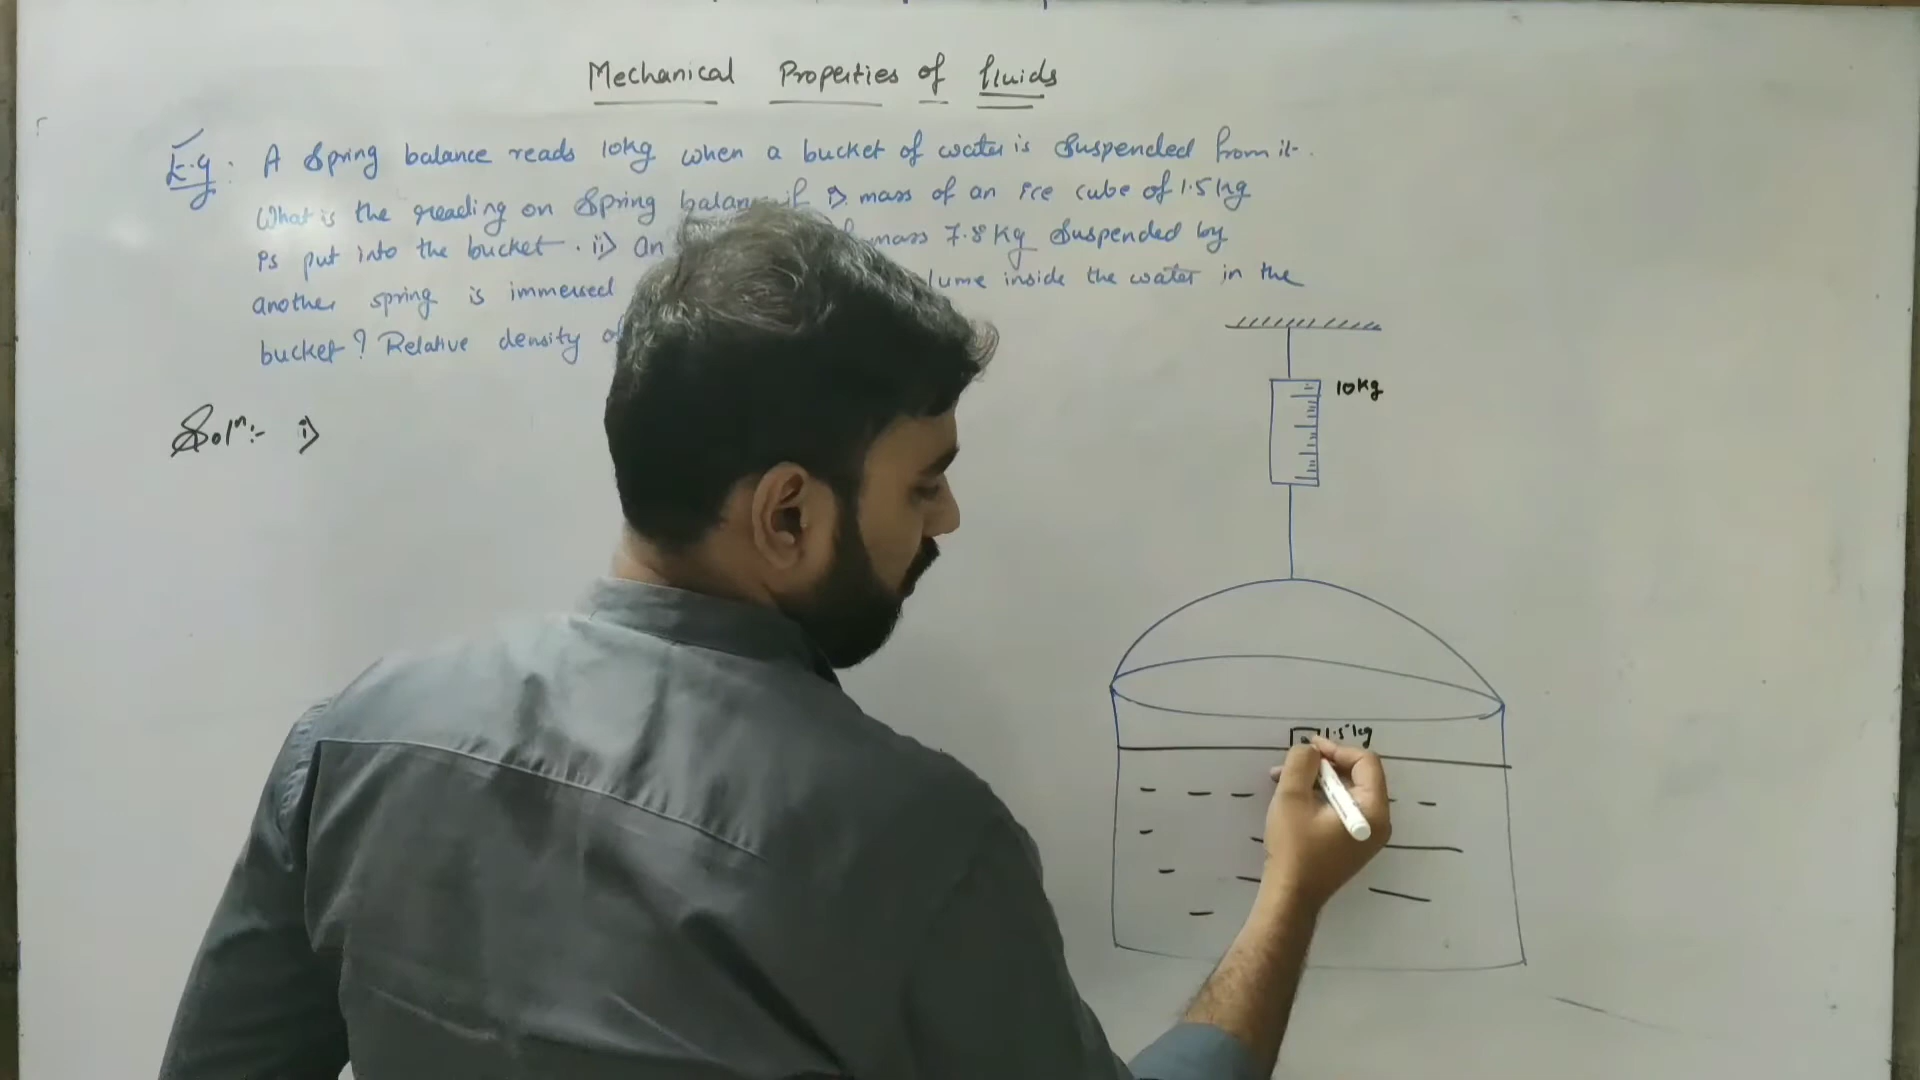 Mechanical Properties of fluids
E.g : A Spring balance reads 10kg when a bucket of water is Suspended from it.
What is the reading on Spring balance if i> mass of an ice cube of 1.5kg
is put into the bucket. ii> an mass 7.8 Kg Suspended by
another spring is immersed inside the water in the
bucket ? Relative density
Solⁿ:- i>
10kg
1.5 kg